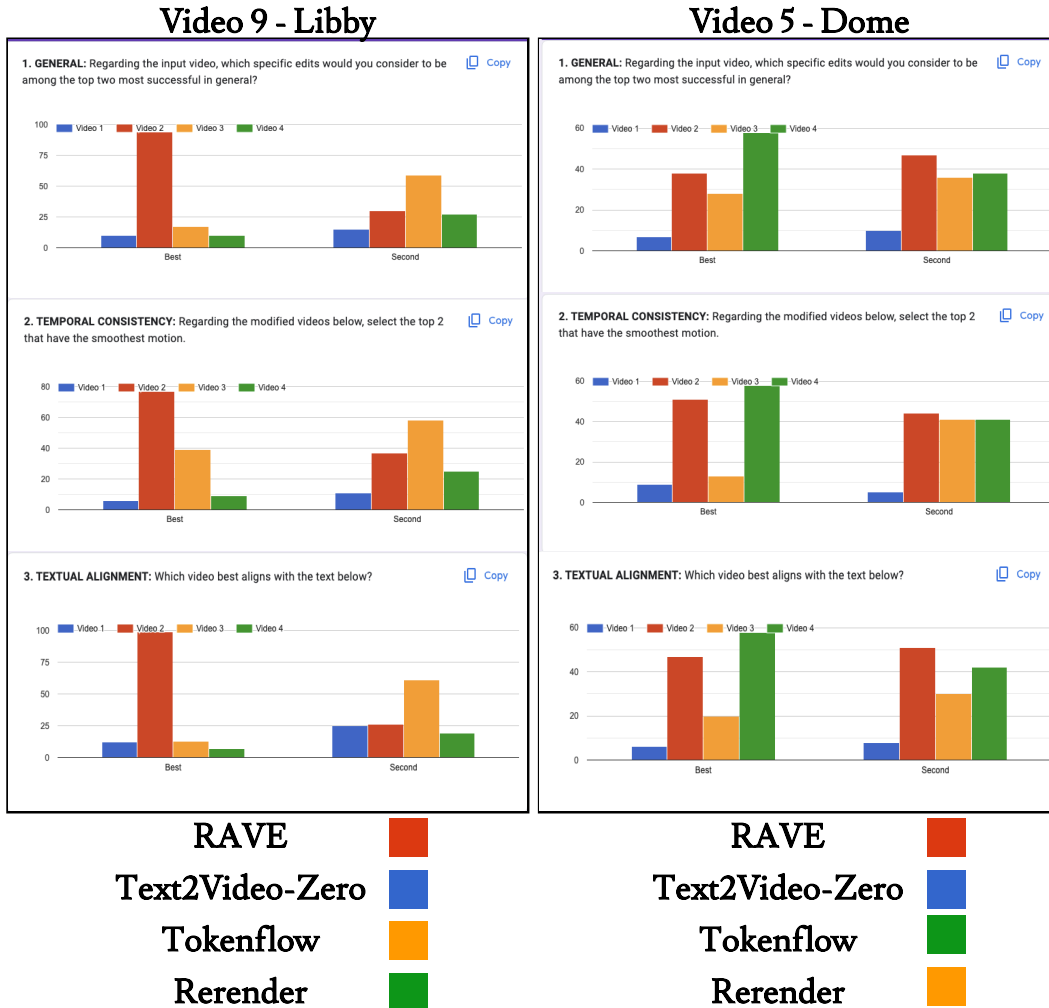 Video 9 - Libby
1. GENERAL: Regarding the input video, which specific edits would you consider to be
among the top two most successful in general?
Copy
100
75
50
25
0
Video 1
Video 2
Video 3
Video 4
Best
Second
2. TEMPORAL CONSISTENCY: Regarding the modified videos below, select the top 2
that have the smoothest motion.
Copy
80
60
40
20
0
Video 1
Video 2
Video 3
Video 4
Best
Second
3. TEXTUAL ALIGNMENT: Which video best aligns with the text below?
Copy
100
75
50
25
0
Video 1
Video 2
Video 3
Video 4
Best
Second
RAVE
Text2Video-Zero
Tokenflow
Rerender
Video 5 - Dome
1. GENERAL: Regarding the input video, which specific edits would you consider to be
among the top two most successful in general?
Copy
60
40
20
0
Video 1
Video 2
Video 3
Video 4
Best
Second
2. TEMPORAL CONSISTENCY: Regarding the modified videos below, select the top 2
that have the smoothest motion.
Copy
60
40
20
0
Video 1
Video 2
Video 3
Video 4
Best
Second
3. TEXTUAL ALIGNMENT: Which video best aligns with the text below?
Copy
60
40
20
0
Video 1
Video 2
Video 3
Video 4
Best
Second
RAVE
Text2Video-Zero
Tokenflow
Rerender